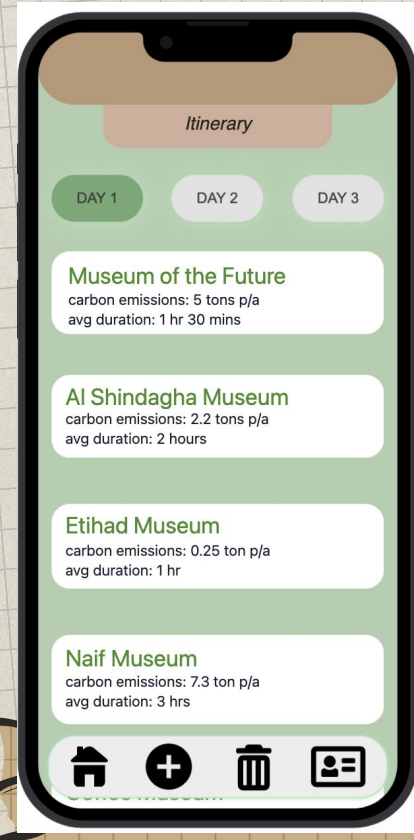 Itinerary
DAY 1 DAY 2 DAY 3
Museum of the Future
carbon emissions: 5 tons p/a
avg duration: 1 hr 30 mins
Al Shindagha Museum
carbon emissions: 2.2 tons p/a
avg duration: 2 hours
Etihad Museum
carbon emissions: 0.25 ton p/a
avg duration: 1 hr
Naif Museum
carbon emissions: 7.3 ton p/a
avg duration: 3 hrs